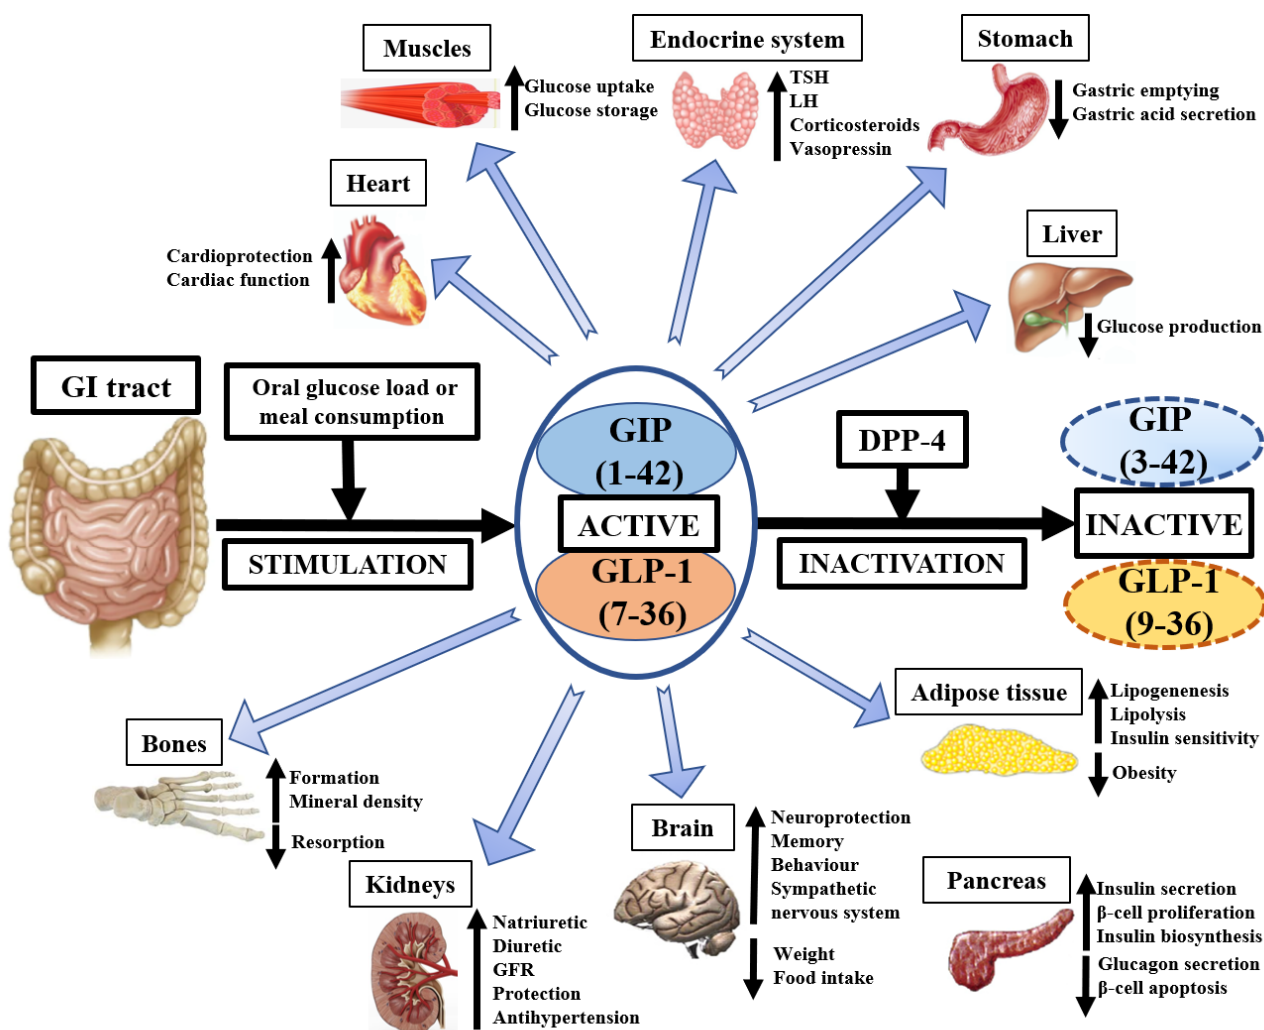 Muscles
Glucose uptake
Glucose storage
Endocrine system
TSH
LH
Corticosteroids
Vasopressin
Stomach
Gastric emptying
Gastric acid secretion
Heart
Cardioprotection
Cardiac function
Liver
Glucose production
GI tract
Oral glucose load or
meal consumption
STIMULATION
GIP
(1-42)
ACTIVE
GLP-1
(7-36)
DPP-4
INACTIVATION
GIP
(3-42)
INACTIVE
GLP-1
(9-36)
Bones
Formation
Mineral density
Resorption
Kidneys
Natriuretic
Diuretic
GFR
Protection
Antihypertension
Brain
Neuroprotection
Memory
Behaviour
Sympathetic
nervous system
Weight
Food intake
Adipose tissue
Lipogenenesis
Lipolysis
Insulin sensitivity
Obesity
Pancreas
Insulin secretion
β-cell proliferation
Insulin biosynthesis
Glucagon secretion
β-cell apoptosis